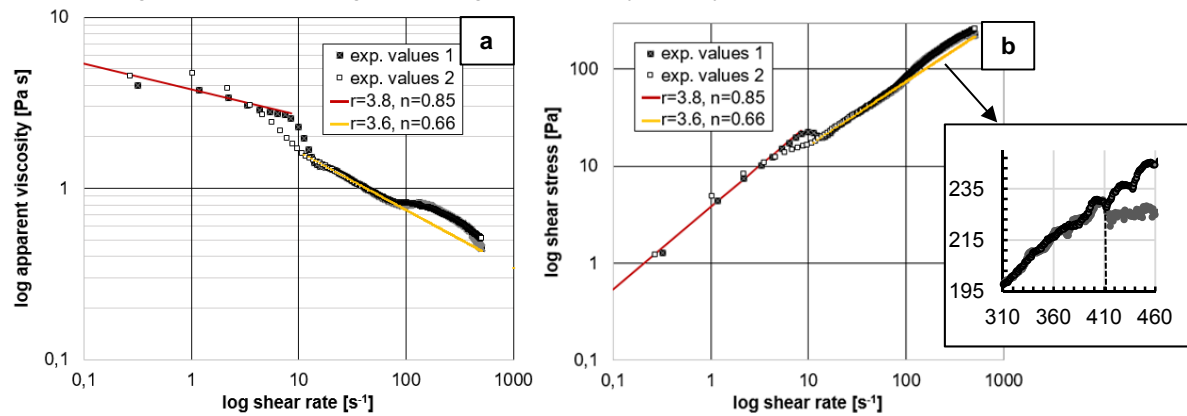 10
1
0,1
log apparent viscosity [Pa s]
a
exp. values 1
exp. values 2
r=3.8, n=0.85
r=3.6, n=0.66
0,1
1
10
100
1000
log shear rate [s-1]
100
10
1
0,1
log shear stress [Pa]
b
exp. values 1
exp. values 2
r=3.8, n=0.85
r=3.6, n=0.66
0,1
1
10
100
1000
log shear rate [s-1]
235
215
195
310
360
410
460